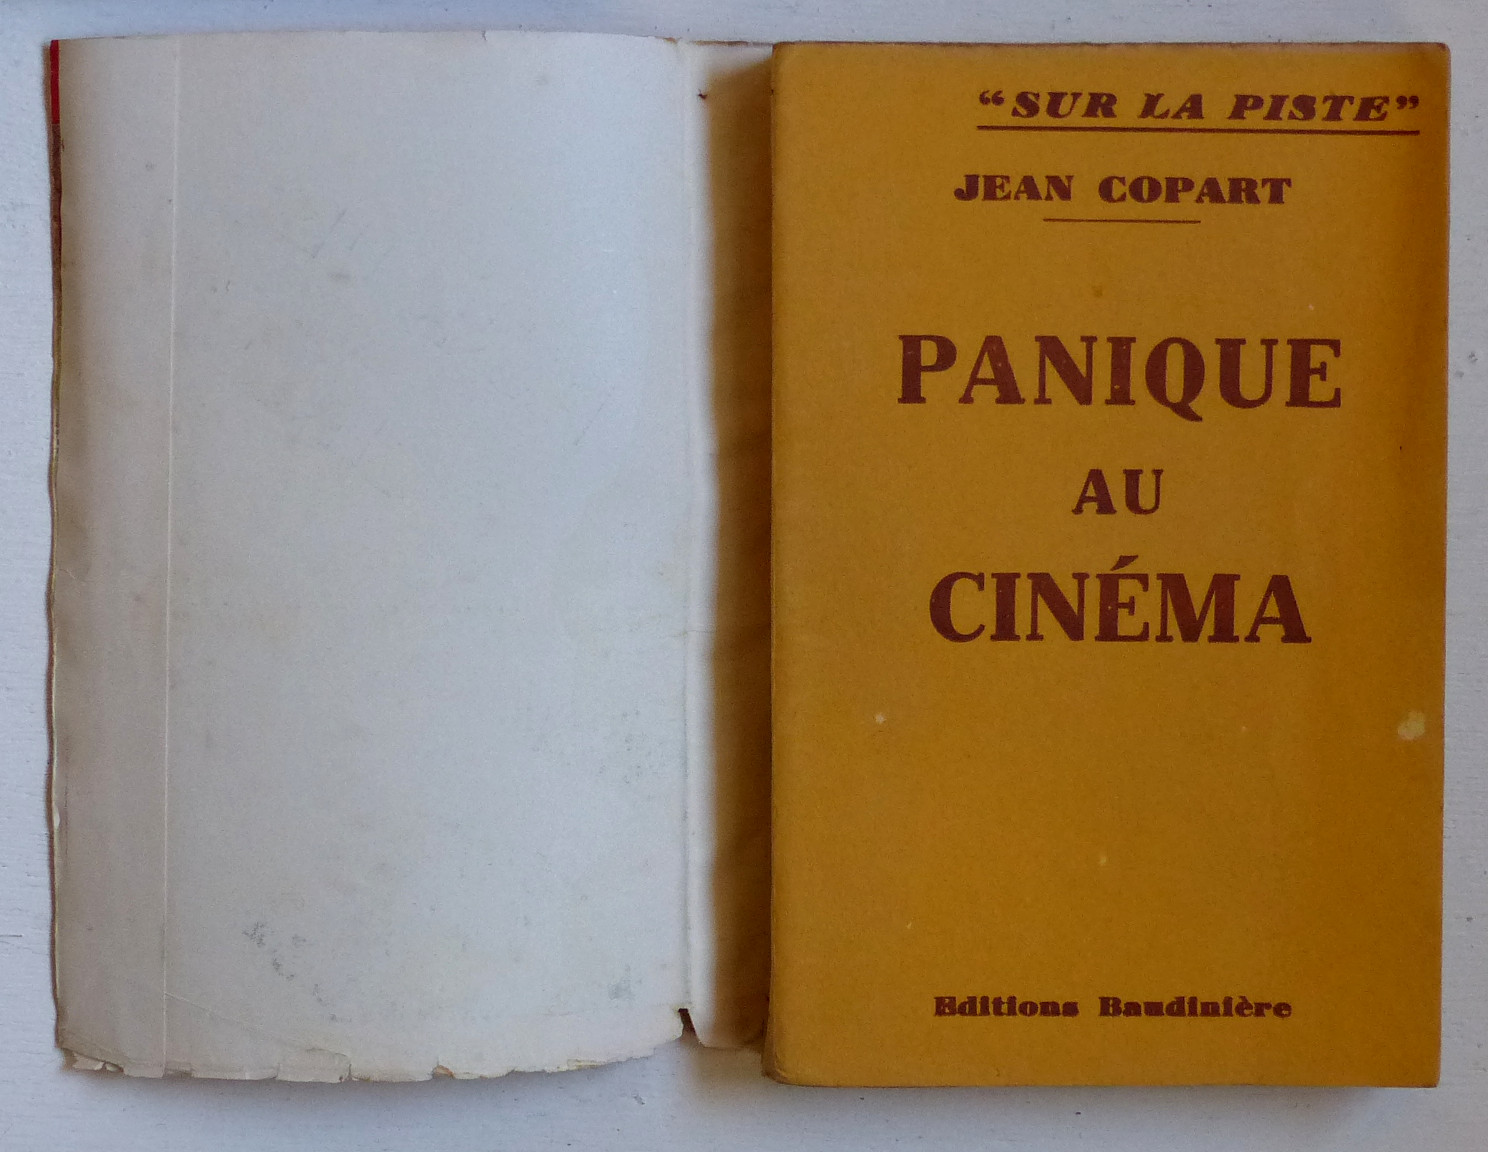 “SUR LA PISTE”
JEAN COPART
PANIQUE
AU
CINÉMA
Editions Baudinière